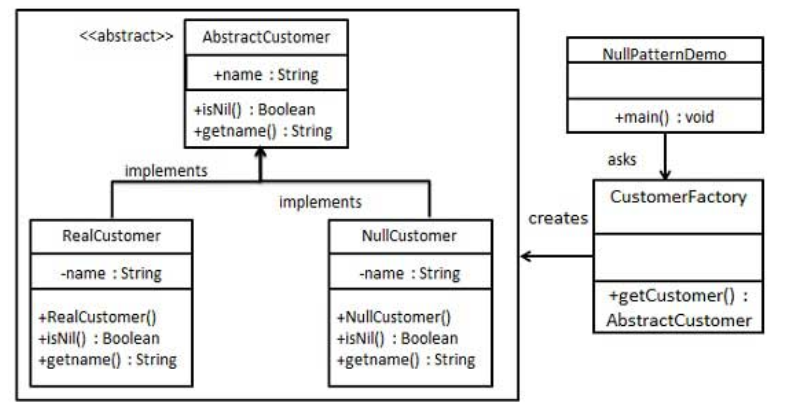 <<abstract>>
AbstractCustomer
+name : String
+isNil() : Boolean
+getname() : String
implements
implements
RealCustomer
-name : String
+RealCustomer()
+isNil() : Boolean
+getname() : String
NullCustomer
-name : String
+NullCustomer()
+isNil() : Boolean
+getname() : String
NullPatternDemo
+main() : void
asks
CustomerFactory
creates
+getCustomer() :
AbstractCustomer